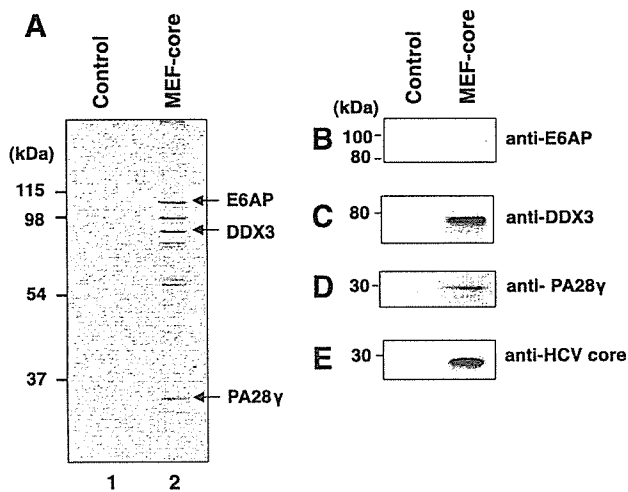 A
Control
MEF-core
(kDa)
115
98
54
37
E6AP
DDX3
PA28γ
1 2
Control
MEF-core
(kDa)
B
100
80
anti-E6AP
C
80
anti-DDX3
D
30
anti- PA28γ
E
30
anti-HCV core